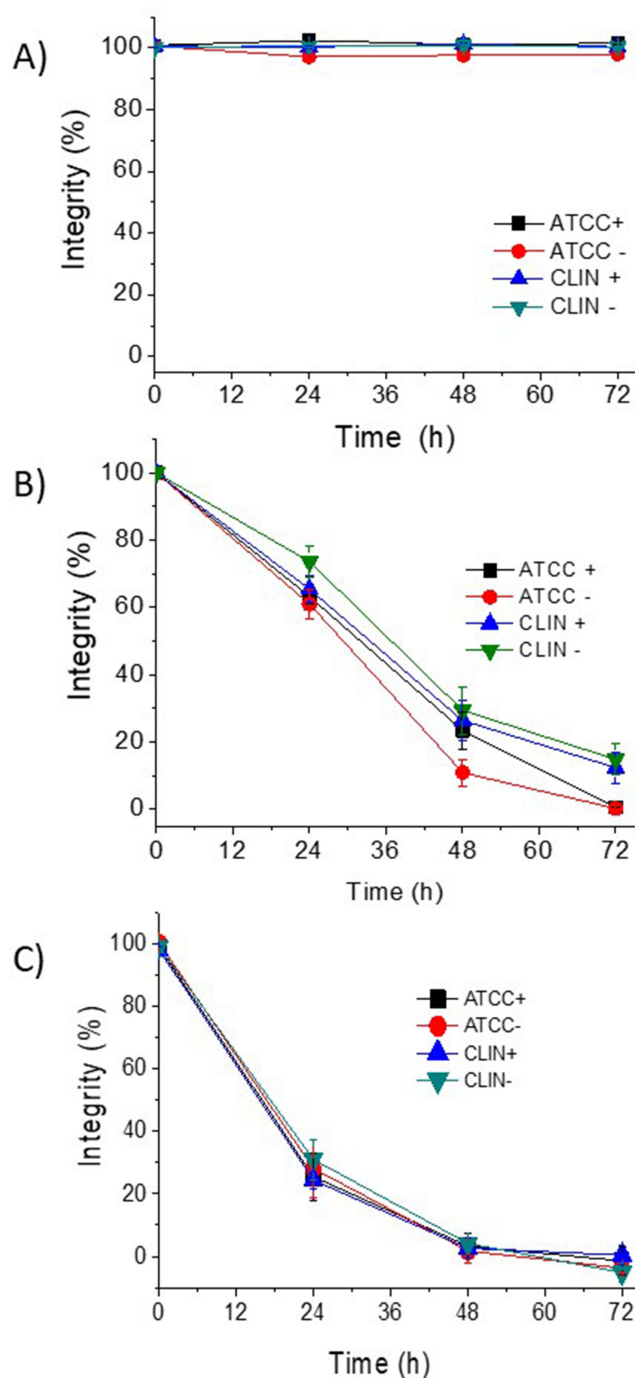 A)
Integrity (%)
100
80
60
40
20
0
ATCC+
ATCC -
CLIN +
CLIN -
0 12 24 36 48 60 72
Time (h)
B)
Integrity (%)
100
80
60
40
20
0
ATCC +
ATCC -
CLIN +
CLIN -
0 12 24 36 48 60 72
Time (h)
C)
Integrity (%)
100
80
60
40
20
0
ATCC+
ATCC-
CLIN+
CLIN-
0 12 24 36 48 60 72
Time (h)